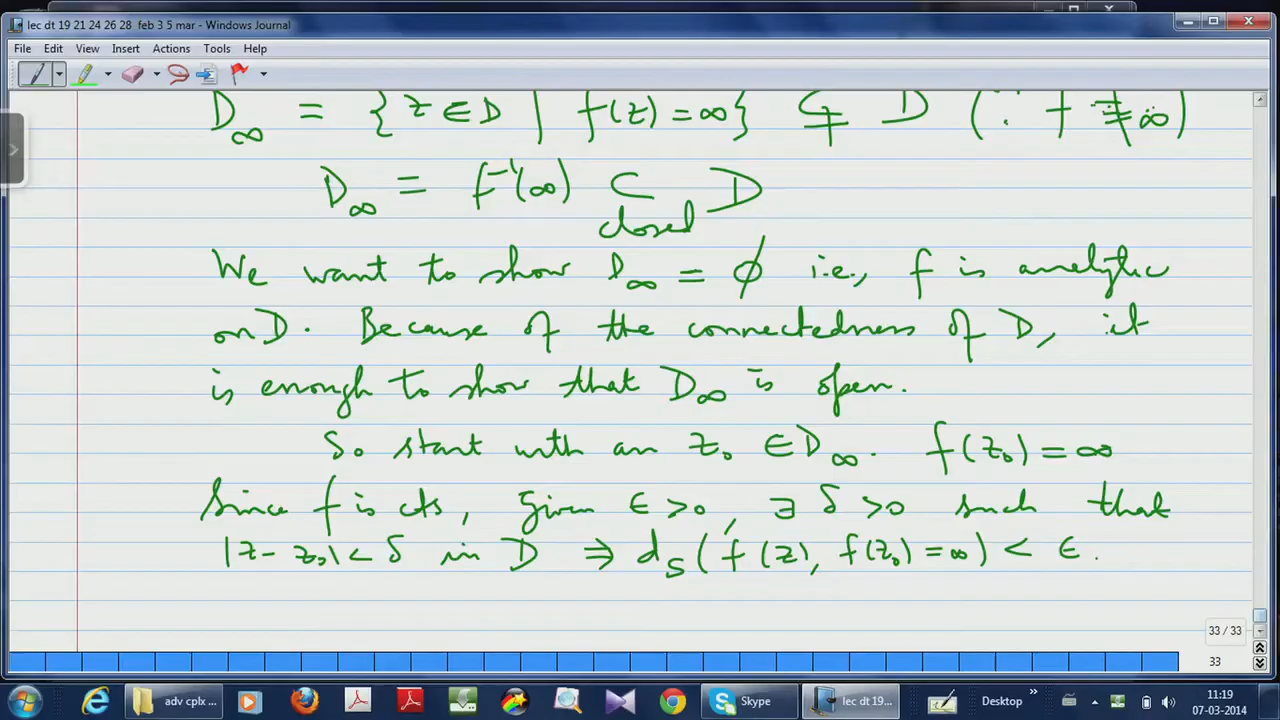 lec dt 19 21 24 26 28 feb 3 5 mar - Windows Journal
File Edit View Insert Actions Tools Help
D∞ = {z ∈ D | f(z) = ∞} ⊊ D (∵ f ≢ ∞)
D∞ = f⁻¹(∞) ⊂ D
closed
We want to show D∞ = ϕ i.e., f is analytic
on D. Because of the connectedness of D, it
is enough to show that D∞ is open.
So start with an z₀ ∈ D∞. f(z₀) = ∞
Since f is cts, given ϵ > 0, ∃ δ > 0 such that
|z - z₀| < δ in D ⇒ dS(f(z), f(z₀) = ∞) < ϵ.
33 / 33
33
adv cplx ...
Skype
lec dt 19...
Desktop
11:19
07-03-2014